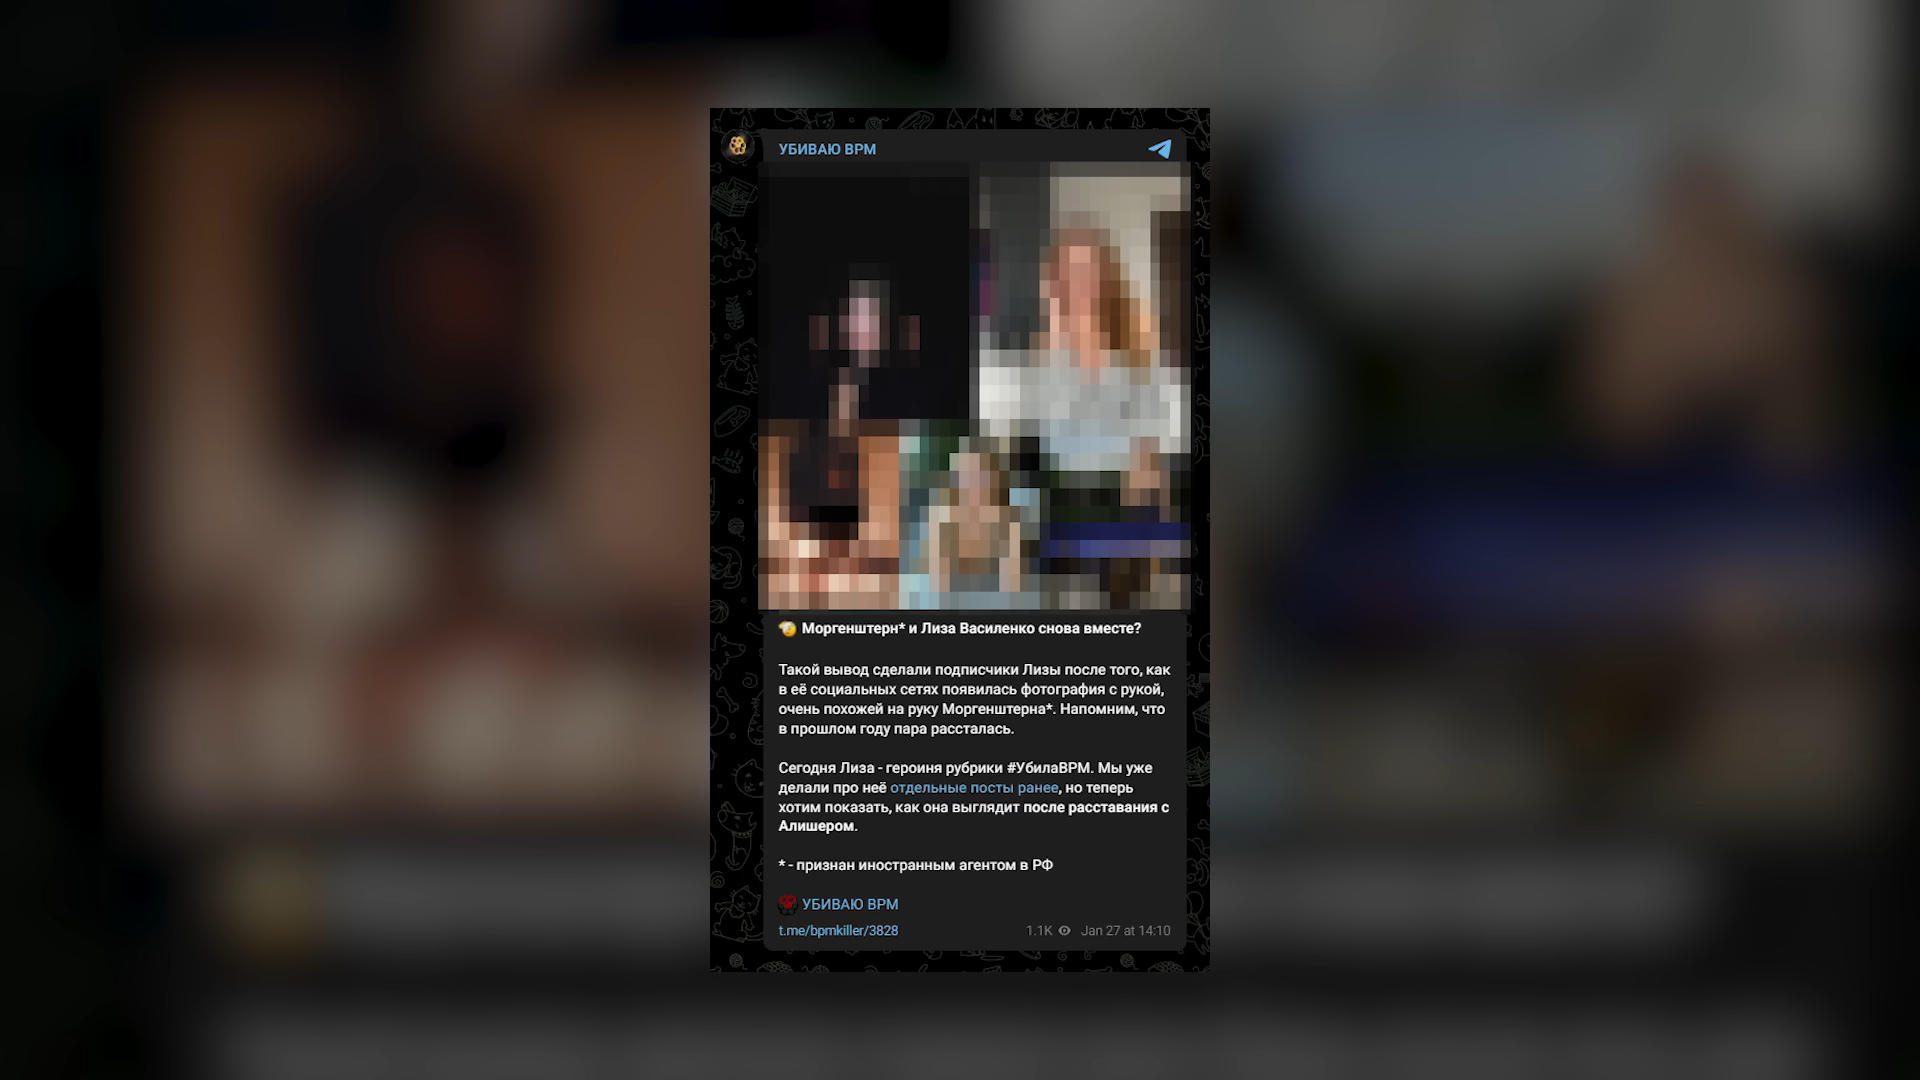 УБИВАЮ ВРМ
Моргенштерн* и Лиза Василенко снова вместе?
Такой вывод сделали подписчики Лизы после того, как
в её социальных сетях появилась фотография с рукой,
очень похожей на руку Моргенштерна*. Напомним, что
в прошлом году пара рассталась.
Сегодня Лиза - героиня рубрики #УбилаВРМ. Мы уже
делали про неё отдельные посты ранее, но теперь
хотим показать, как она выглядит после расставания с
Алишером.
* - признан иностранным агентом в РФ
УБИВАЮ ВРМ
t.me/bpmkiller/3828 1.1K Jan 27 at 14:10